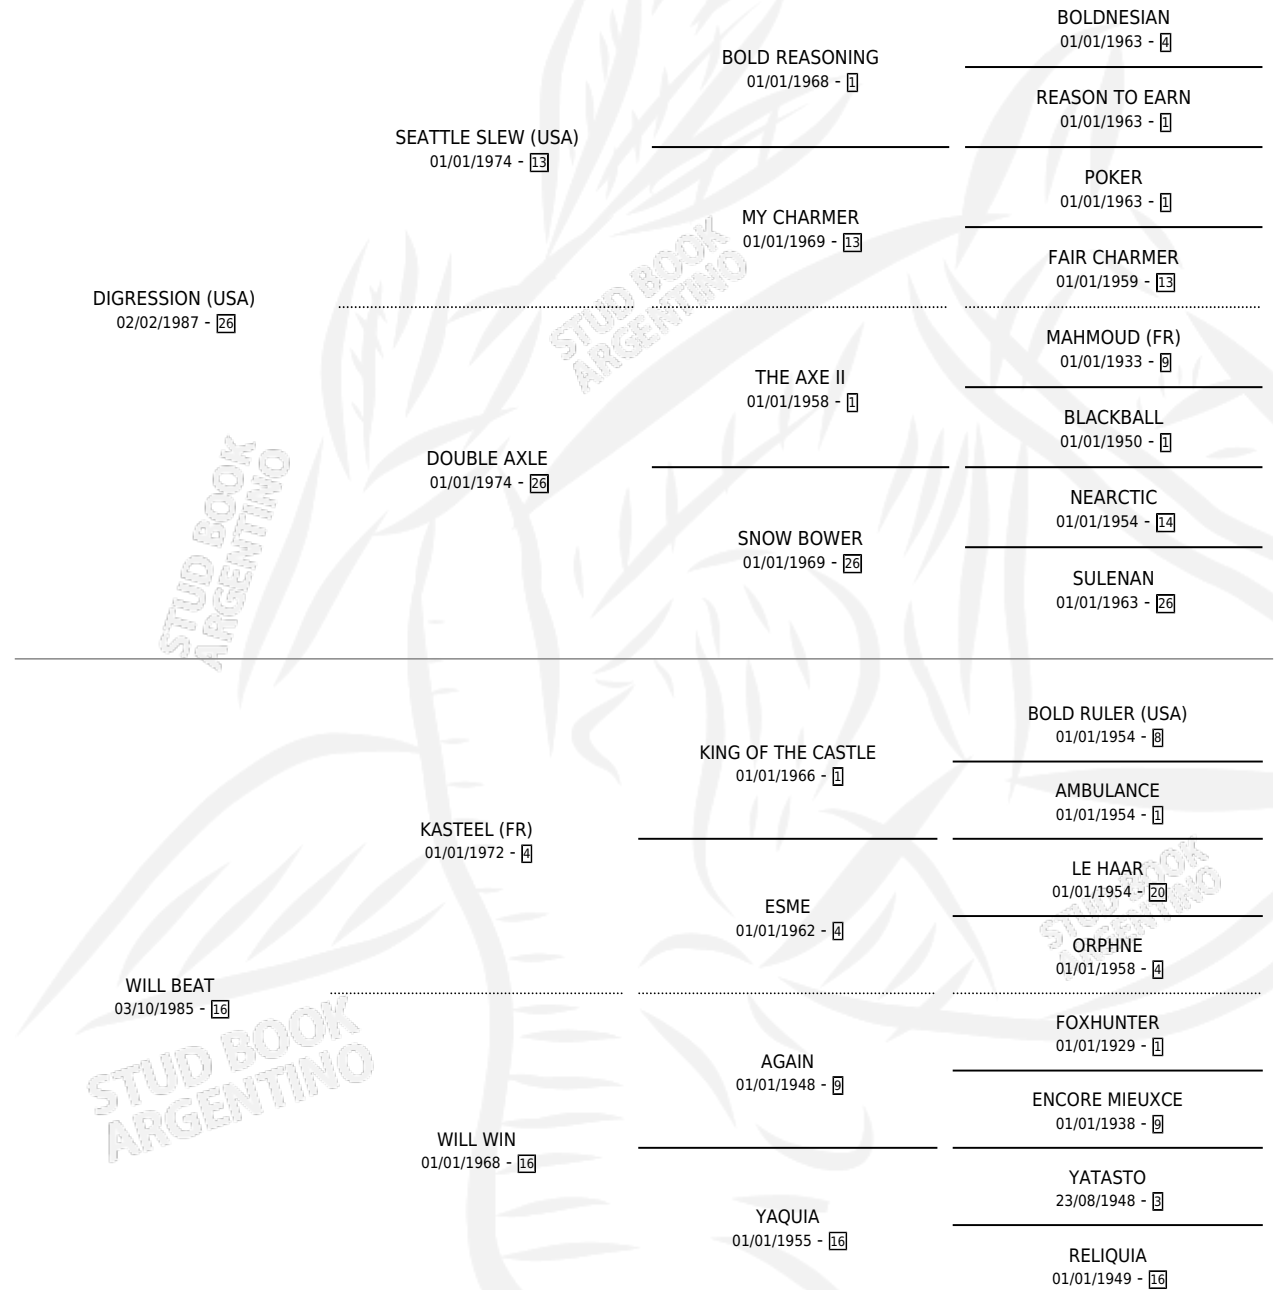 BOLDNESIAN
01/01/1963 - 4
BOLD REASONING
01/01/1968 - 1
REASON TO EARN
01/01/1963 - 1
SEATTLE SLEW (USA)
01/01/1974 - 13
POKER
01/01/1963 - 1
MY CHARMER
01/01/1969 - 13
FAIR CHARMER
01/01/1959 - 13
DIGRESSION (USA)
02/02/1987 - 26
MAHMOUD (FR)
01/01/1933 - 9
THE AXE II
01/01/1958 - 1
BLACKBALL
01/01/1950 - 1
DOUBLE AXLE
01/01/1974 - 26
NEARCTIC
01/01/1954 - 14
SNOW BOWER
01/01/1969 - 26
SULENAN
01/01/1963 - 26
STUD BOOK
ARGENTINO
STUD BOOK
ARGENTINO
BOLD RULER (USA)
01/01/1954 - 8
KING OF THE CASTLE
01/01/1966 - 1
AMBULANCE
01/01/1954 - 1
KASTEEL (FR)
01/01/1972 - 4
LE HAAR
01/01/1954 - 20
ESME
01/01/1962 - 4
ORPHNE
01/01/1958 - 4
WILL BEAT
03/10/1985 - 16
FOXHUNTER
01/01/1929 - 1
AGAIN
01/01/1948 - 9
ENCORE MIEUXCE
01/01/1938 - 9
WILL WIN
01/01/1968 - 16
YATASTO
23/08/1948 - 3
YAQUIA
01/01/1955 - 16
RELIQUIA
01/01/1949 - 16
STUD BOOK
ARGENTINO
STUD BOOK
ARGENTINO